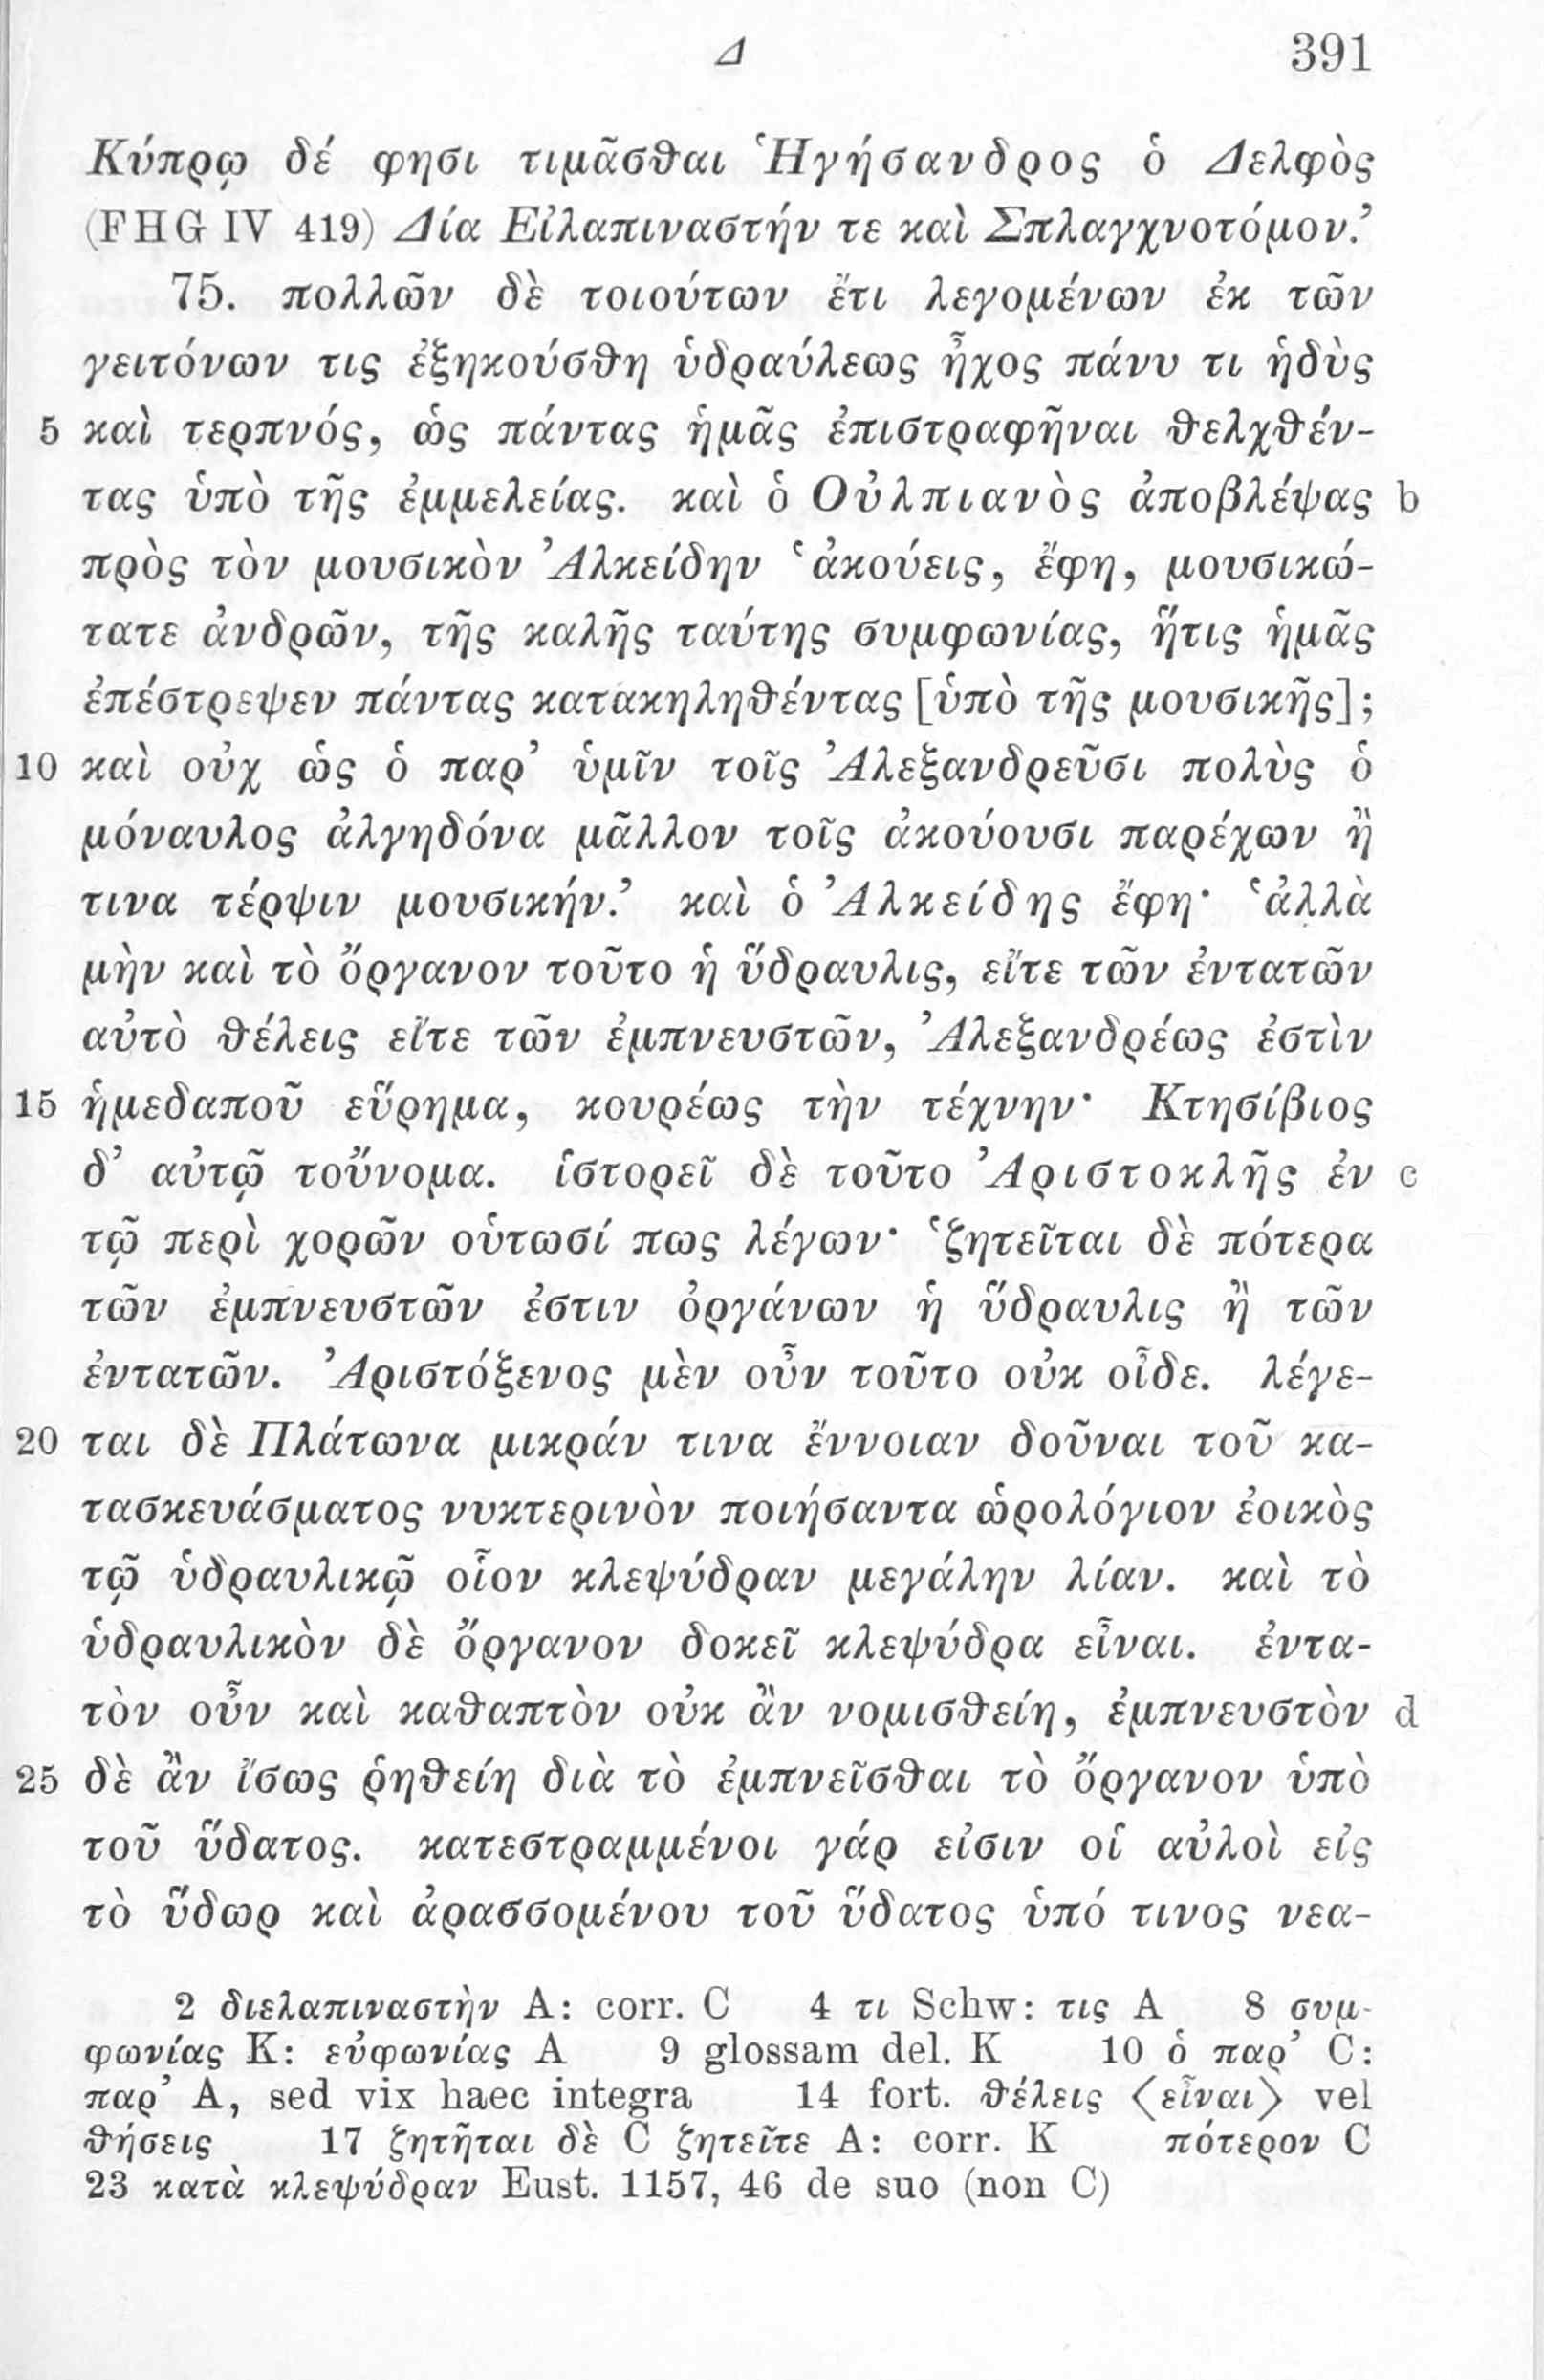 Δ 391
Κύπρῳ δέ φησι τιμᾶσθαι Ἡγήσανδρος ὁ Δελφὸς
(FHG IV 419) Δία Εἰλαπιναστήν τε καὶ Σπλαγχνοτόμον.’
75. πολλῶν δὲ τοιούτων ἔτι λεγομένων ἐκ τῶν
γειτόνων τις ἐξηκούσθη ὑδραύλεως ἦχος πάνυ τι ἡδὺς
5 καὶ τερπνός, ὡς πάντας ἡμᾶς ἐπιστραφῆναι θελχθέν-
τας ὑπὸ τῆς ἐμμελείας. καὶ ὁ Οὐλπιανὸς ἀποβλέψας b
πρὸς τὸν μουσικὸν Ἀλκείδην ‘ἀκούεις, ἔφη, μουσικώ-
τατε ἀνδρῶν, τῆς καλῆς ταύτης συμφωνίας, ἥτις ἡμᾶς
ἐπέστρεψεν πάντας κατακηληθέντας [ὑπὸ τῆς μουσικῆς];
10 καὶ οὐχ ὡς ὁ παρ’ ὑμῖν τοῖς Ἀλεξανδρεῦσι πολὺς ὁ
μόναυλος ἀλγηδόνα μᾶλλον τοῖς ἀκούουσι παρέχων ἤ
τινα τέρψιν μουσικήν.’ καὶ ὁ Ἀλκείδης ἔφη· ‘ἀλλὰ
μὴν καὶ τὸ ὄργανον τοῦτο ἡ ὕδραυλις, εἴτε τῶν ἐντατῶν
αὐτὸ θέλεις εἴτε τῶν ἐμπνευστῶν, Ἀλεξανδρέως ἐστὶν
15 ἡμεδαποῦ εὕρημα, κουρέως τὴν τέχνην· Κτησίβιος
δ’ αὐτῷ τοὔνομα. ἱστορεῖ δὲ τοῦτο Ἀριστοκλῆς ἐν c
τῷ περὶ χορῶν οὑτωσί πως λέγων· ‘ζητεῖται δὲ πότερα
τῶν ἐμπνευστῶν ἐστιν ὀργάνων ἡ ὕδραυλις ἢ τῶν
ἐντατῶν. Ἀριστόξενος μὲν οὖν τοῦτο οὐκ οἶδε. λέγε-
20 ται δὲ Πλάτωνα μικράν τινα ἔννοιαν δοῦναι τοῦ κα-
τασκευάσματος νυκτερινὸν ποιήσαντα ὡρολόγιον ἐοικὸς
τῷ ὑδραυλικῷ οἷον κλεψύδραν μεγάλην λίαν. καὶ τὸ
ὑδραυλικὸν δὲ ὄργανον δοκεῖ κλεψύδρα εἶναι. ἐντα-
τὸν οὖν καὶ καθαπτὸν οὐκ ἂν νομισθείη, ἐμπνευστὸν d
25 δὲ ἂν ἴσως ῥηθείη διὰ τὸ ἐμπνεῖσθαι τὸ ὄργανον ὑπὸ
τοῦ ὕδατος. κατεστραμμένοι γάρ εἰσιν οἱ αὐλοὶ εἰς
τὸ ὕδωρ καὶ ἀρασσομένου τοῦ ὕδατος ὑπό τινος νεα-
2 διελαπιναστὴν A: corr. C 4 τι Schw: τις A 8 συμ-
φωνίας K: εὐφωνίας A 9 glossam del. K 10 ὁ παρ’ C:
παρ’ A, sed vix haec integra 14 fort. θέλεις ⟨εἶναι⟩ vel
θήσεις 17 ζητῆται δὲ C ζητεῖτε A: corr. K πότερον C
23 κατὰ κλεψύδραν Eust. 1157, 46 de suo (non C)